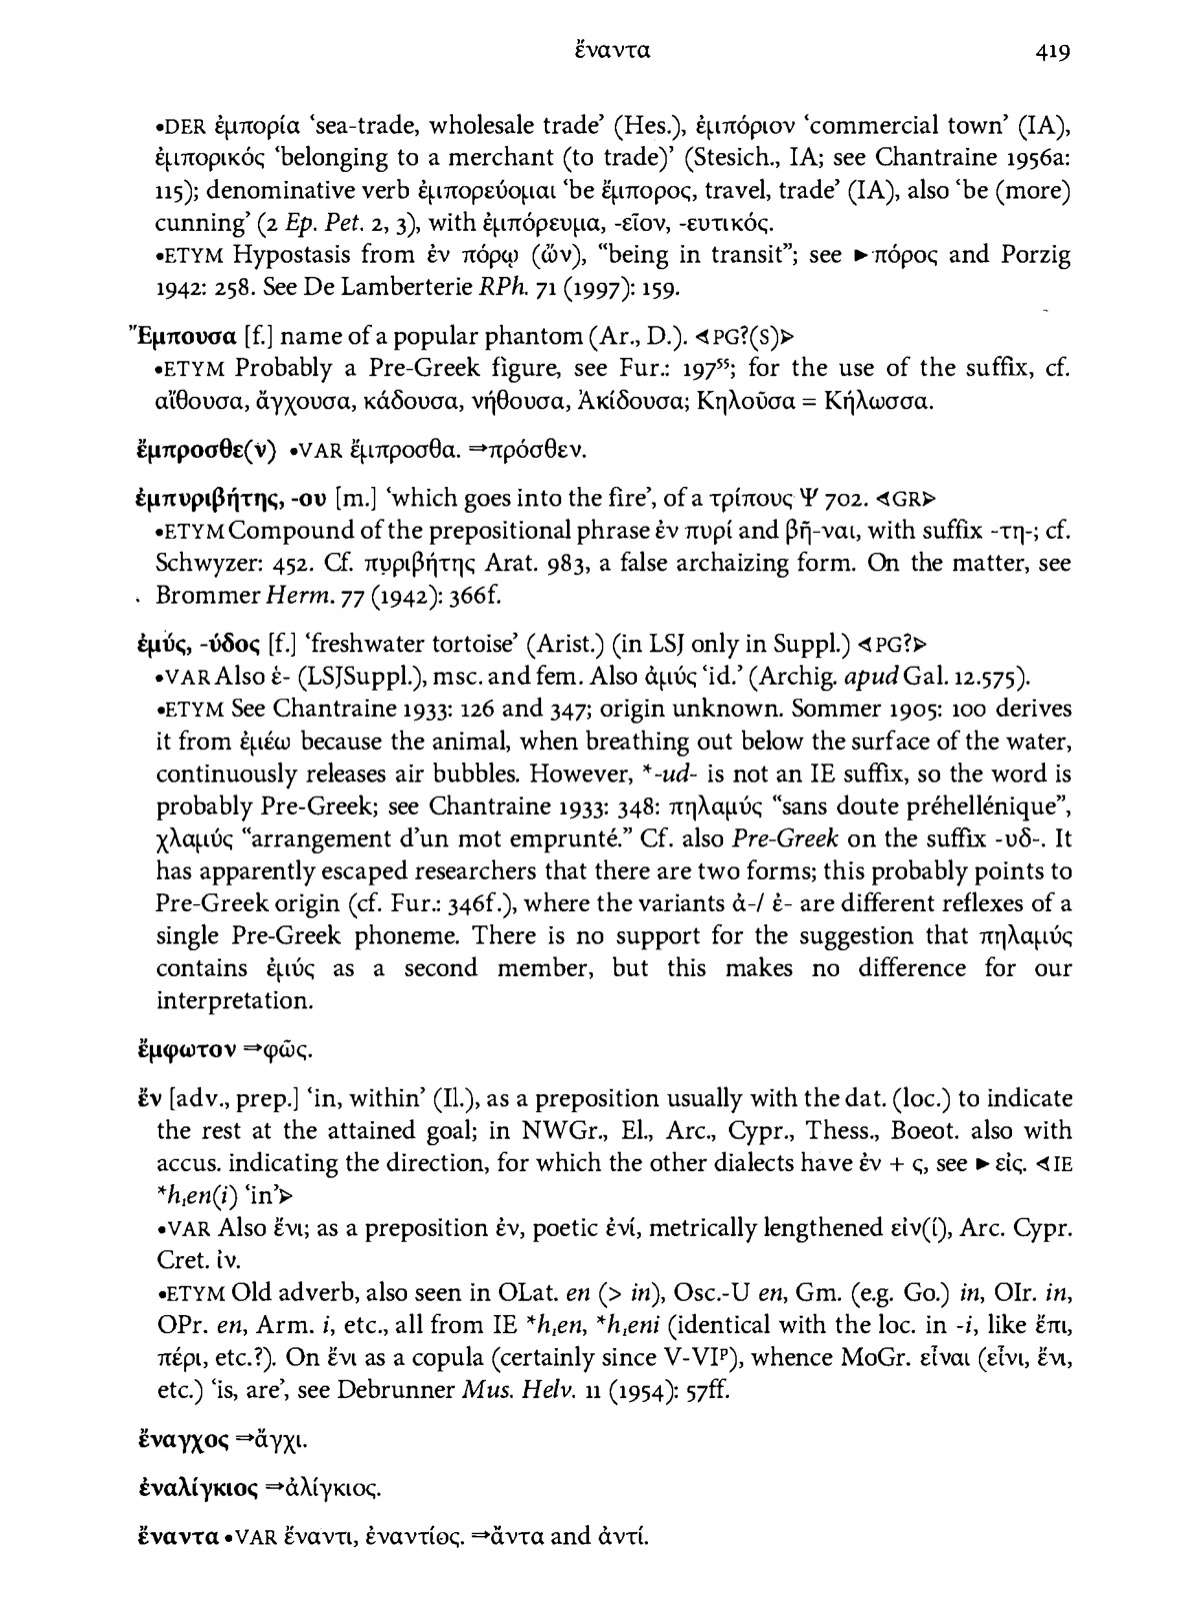 ἔναντα 419
•DER ἐμπορία ‘sea-trade, wholesale trade’ (Hes.), ἐμπόριον ‘commercial town’ (IA),
ἐμπορικός ‘belonging to a merchant (to trade)’ (Stesich., IA; see Chantraine 1956a:
115); denominative verb ἐμπορεύομαι ‘be ἔμπορος, travel, trade’ (IA), also ‘be (more)
cunning’ (2 Ep. Pet. 2, 3), with ἐμπόρευμα, -εῖον, -ευτικός.
•ETYM Hypostasis from ἐν πόρῳ (ὤν), “being in transit”; see ►πόρος and Porzig
1942: 258. See De Lamberterie RPh. 71 (1997): 159.
Ἔμπουσα [f.] name of a popular phantom (Ar., D.). ⊲PG?(S)⊳
•ETYM Probably a Pre-Greek figure, see Fur.: 197⁵⁵; for the use of the suffix, cf.
αἴθουσα, ἄγχουσα, κάδουσα, νήθουσα, Ἀκίδουσα; Κηλοῦσα = Κήλωσσα.
ἔμπροσθε(ν) •VAR ἔμπροσθα. ⇒πρόσθεν.
ἐμπυριβήτης, -ου [m.] ‘which goes into the fire’, of a τρίπους Ψ 702. ⊲GR⊳
•ETYM Compound of the prepositional phrase ἐν πυρί and βῆ-ναι, with suffix -τη-; cf.
Schwyzer: 452. Cf. πυριβήτης Arat. 983, a false archaizing form. On the matter, see
Brommer Herm. 77 (1942): 366f.
ἐμύς, -ύδος [f.] ‘freshwater tortoise’ (Arist.) (in LSJ only in Suppl.) ⊲PG?⊳
•VAR Also ἑ- (LSJSuppl.), msc. and fem. Also ἀμύς ‘id.’ (Archig. apud Gal. 12.575).
•ETYM See Chantraine 1933: 126 and 347; origin unknown. Sommer 1905: 100 derives
it from ἐμέω because the animal, when breathing out below the surface of the water,
continuously releases air bubbles. However, *-ud- is not an IE suffix, so the word is
probably Pre-Greek; see Chantraine 1933: 348: πηλαμύς “sans doute préhellénique”,
χλαμύς “arrangement d’un mot emprunté.” Cf. also Pre-Greek on the suffix -υδ-. It
has apparently escaped researchers that there are two forms; this probably points to
Pre-Greek origin (cf. Fur.: 346f.), where the variants ἀ-/ ἐ- are different reflexes of a
single Pre-Greek phoneme. There is no support for the suggestion that πηλαμύς
contains ἐμύς as a second member, but this makes no difference for our
interpretation.
ἔμφωτον ⇒φῶς.
ἔν [adv., prep.] ‘in, within’ (Il.), as a preposition usually with the dat. (loc.) to indicate
the rest at the attained goal; in NWGr., El., Arc., Cypr., Thess., Boeot. also with
accus. indicating the direction, for which the other dialects have ἐν + ς, see ► εἰς. ⊲IE
*h₁en(i) ‘in’⊳
•VAR Also ἔνι; as a preposition ἐν, poetic ἐνί, metrically lengthened εἰν(ί), Arc. Cypr.
Cret. ἰν.
•ETYM Old adverb, also seen in OLat. en (> in), Osc.-U en, Gm. (e.g. Go.) in, OIr. in,
OPr. en, Arm. i, etc., all from IE *h₁en, *h₁eni (identical with the loc. in -i, like ἔπι,
πέρι, etc.?). On ἔνι as a copula (certainly since V-VIᵖ), whence MoGr. εἶναι (εἶνι, ἔνι,
etc.) ‘is, are’, see Debrunner Mus. Helv. 11 (1954): 57ff.
ἔναγχος ⇒ἄγχι.
ἐναλίγκιος ⇒ἀλίγκιος.
ἔναντα •VAR ἔναντι, ἐναντίος. ⇒ἄντα and ἀντί.